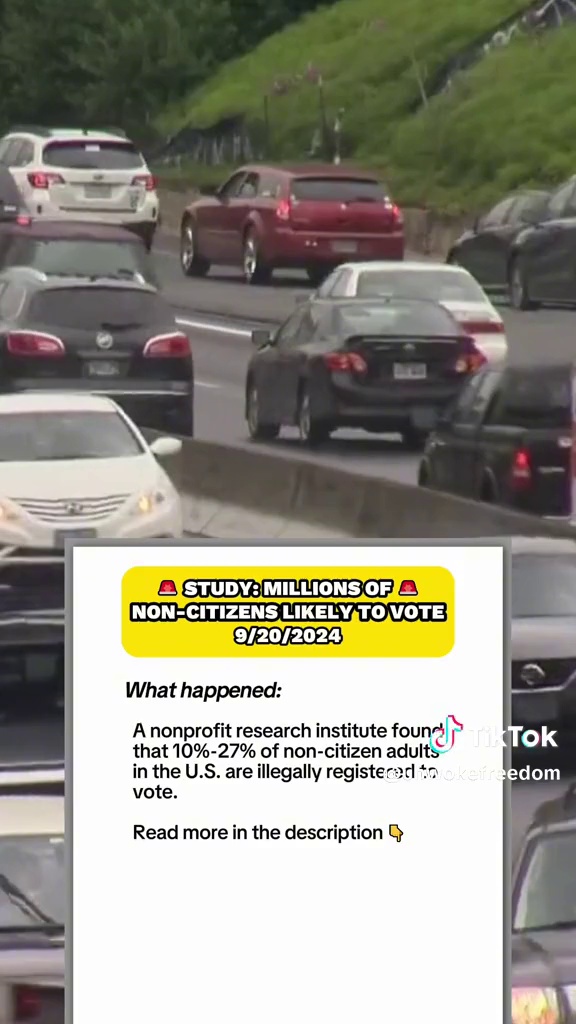 🚨 STUDY: MILLIONS OF 🚨
NON-CITIZENS LIKELY TO VOTE
9/20/2024
What happened:
A nonprofit research institute found
that 10%-27% of non-citizen adults
in the U.S. are illegally registered to
vote.
Read more in the description 👇
TikTok